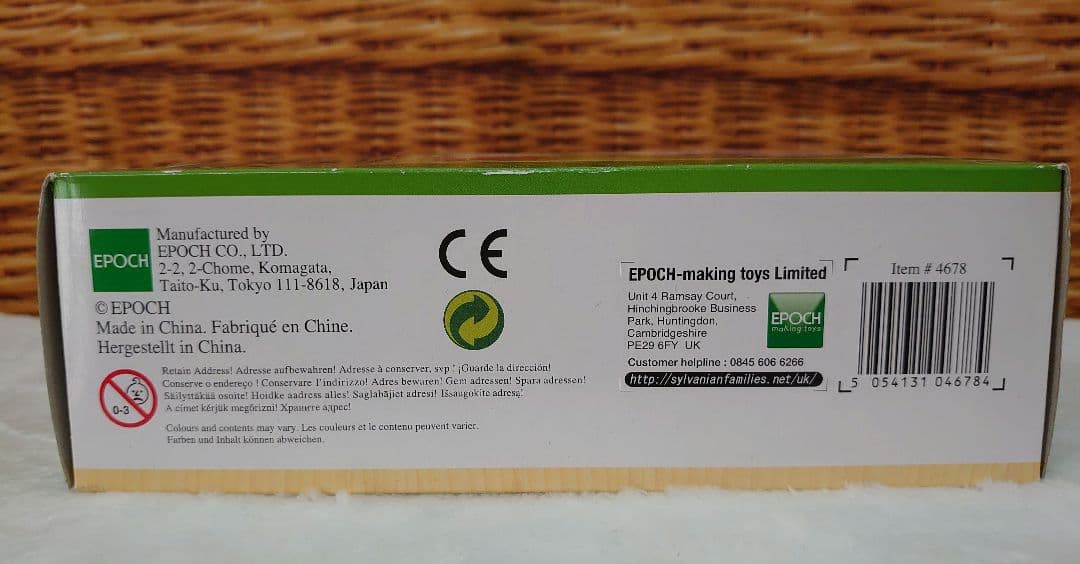 EPOCH
Manufactured by
EPOCH CO., LTD.
2-2, 2-Chome, Komagata,
Taito-Ku, Tokyo 111-8618, Japan
© EPOCH
Made in China. Fabriqué en Chine.
Hergestellt in China.
CE
0-3
Retain Address! Adresse aufbewahren! Adresse à conserver, svp ! ¡Guarde la dirección!
Conserve o endereço ! Conservare l'indirizzo! Adres bewaren! Gem adressen! Spara adressen!
Säilyttäkää osoite! Hoidke aadress alles! Saglabājiet adresi! Išsaugokite adresą!
A címet kérjük megőrizni! Храните адрес!
Colours and contents may vary. Les couleurs et le contenu peuvent varier.
Farben und Inhalt können abweichen.
EPOCH-making toys Limited
Unit 4 Ramsay Court,
Hinchingbrooke Business
Park, Huntingdon,
Cambridgeshire
PE29 6FY UK
EPOCH
making toys
Customer helpline : 0845 606 6266
http://sylvanianfamilies.net/uk/
Item # 4678
5 054131 046784